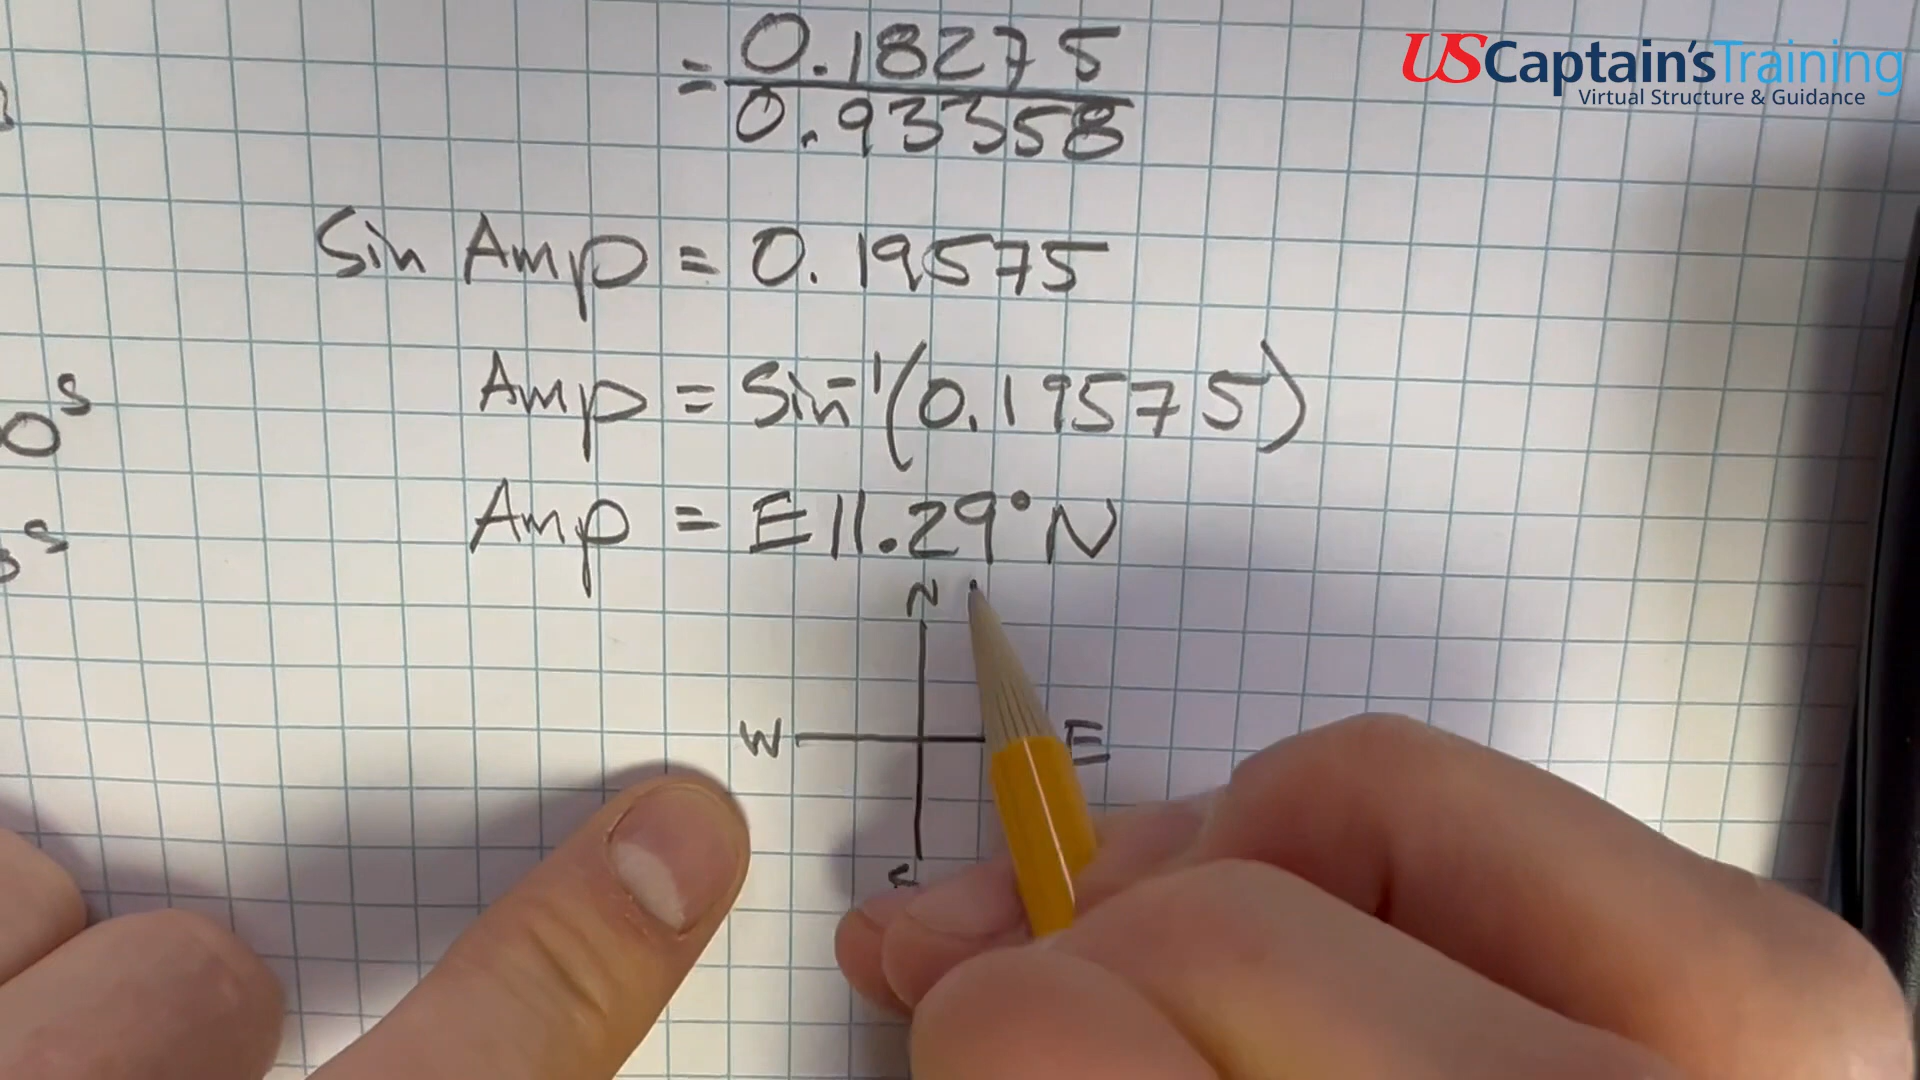 USCaptain'sTraining
Virtual Structure & Guidance
= 0.18275
0.93358
Sin Amp = 0.19575
Amp = Sin⁻¹(0.19575)
Amp = E11.29°N
N
W E
S
0ˢ
s